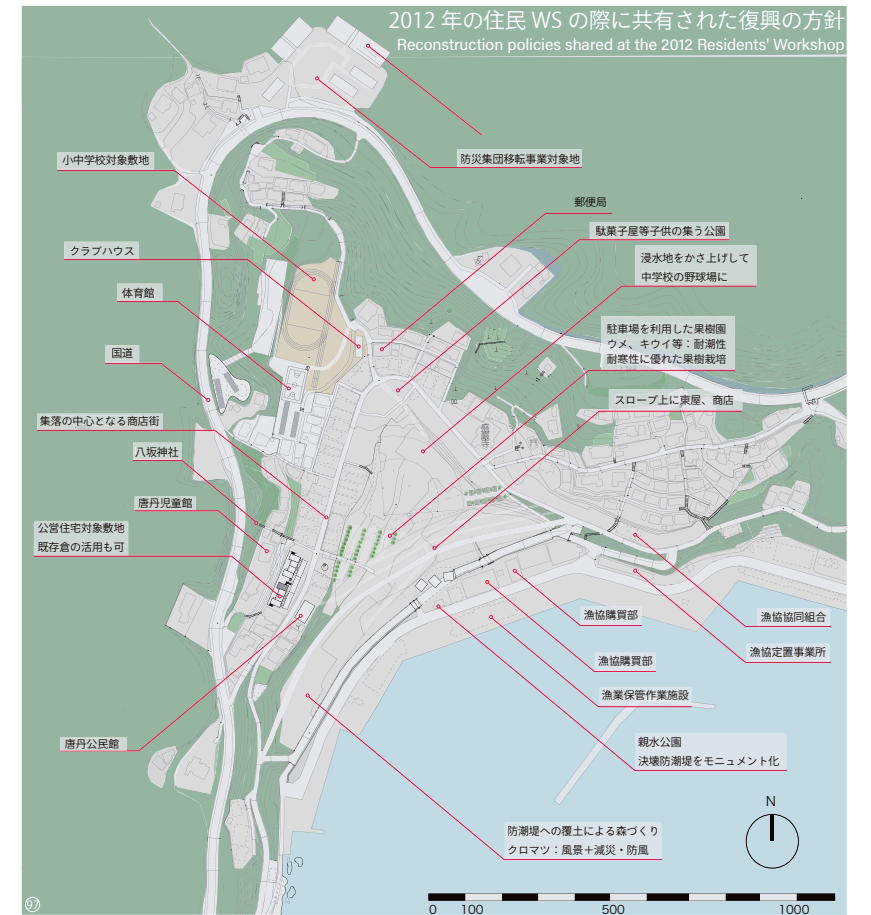 2012 年の住民 WS の際に共有された復興の方針
Reconstruction policies shared at the 2012 Residents' Workshop
小中学校対象敷地
防災集団移転事業対象地
郵便局
駄菓子屋等子供の集う公園
クラブハウス
浸水地をかさ上げして
中学校の野球場に
体育館
駐車場を利用した果樹園
ウメ、キウイ等：耐潮性
耐寒性に優れた果樹栽培
国道
スロープ上に東屋、商店
集落の中心となる商店街
八坂神社
盛巌寺
唐丹児童館
公営住宅対象敷地
既存倉の活用も可
漁協購買部
漁協協同組合
漁協定置事業所
漁協購買部
漁業保管作業施設
唐丹公民館
親水公園
決壊防潮堤をモニュメント化
防潮堤への覆土による森づくり
クロマツ：風景＋減災・防風
N
97
0 100 500 1000